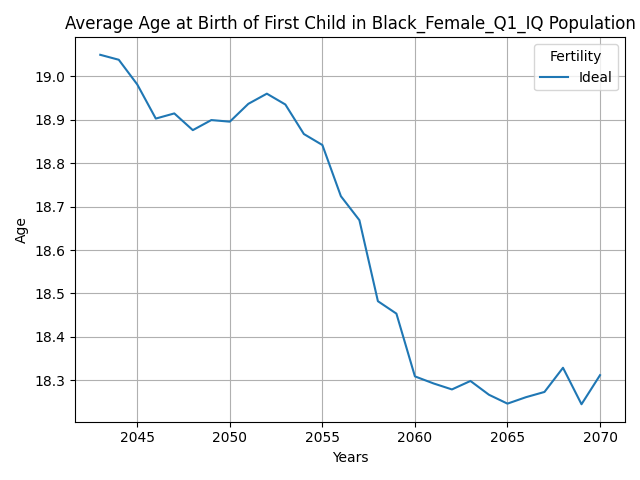 Average Age at Birth of First Child in Black_Female_Q1_IQ Population
Fertility
Ideal
19.0
18.9
18.8
18.7
18.6
18.5
18.4
18.3
Age
2045
2050
2055
2060
2065
2070
Years